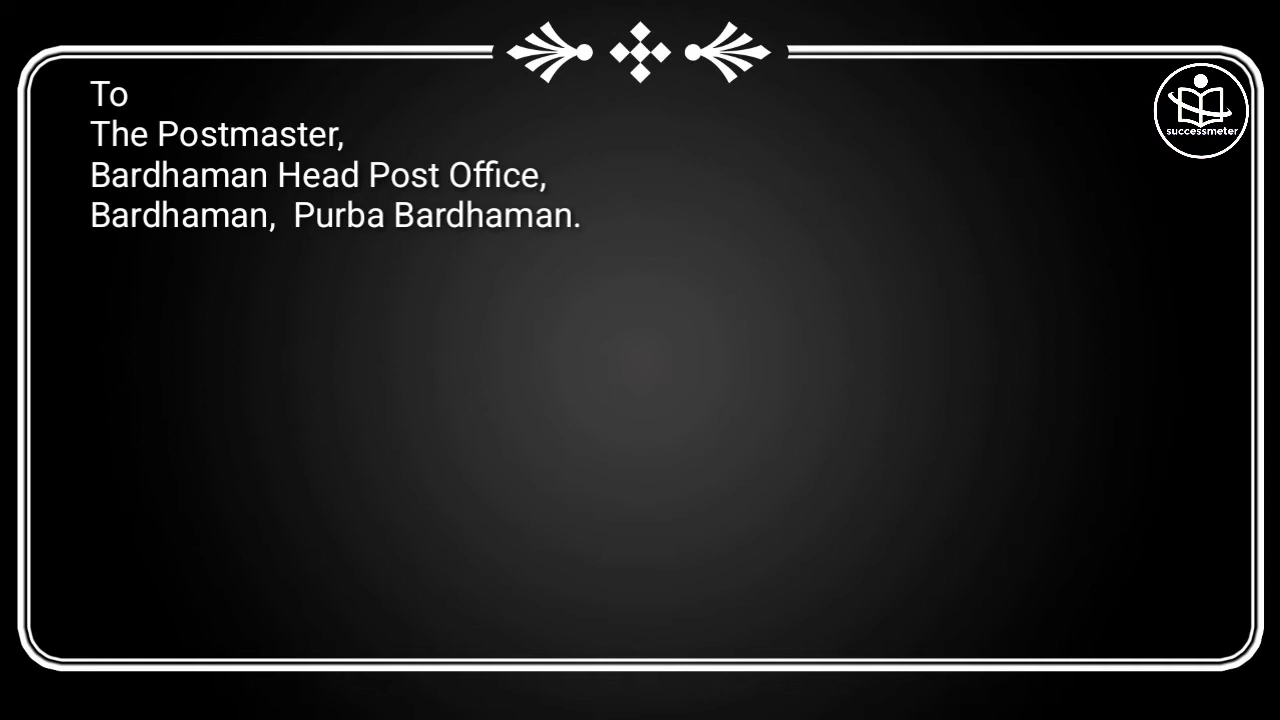 To
The Postmaster,
Bardhaman Head Post Office,
Bardhaman,  Purba Bardhaman.
successmeter